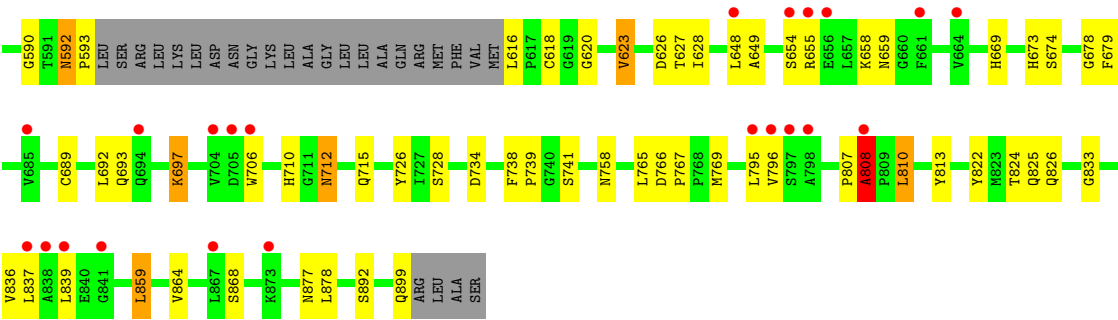 G590 T591 N592 P593 LEU SER ARG LEU LYS LEU ASP ASN GLY LYS LEU ALA GLY LEU LEU ALA GLN ARG MET PHE VAL MET L616 P617 C618 G619 G620 V623 D626 T627 I628 L648 A649 S654 R655 E656 L657 K658 N659 G660 F661 V664 H669 H673 S674 G678 F679
V685 C689 L692 Q693 Q694 K697 V704 D705 W706 H710 G711 N712 Q715 Y726 I727 S728 D734 F738 P739 G740 S741 N758 L765 D766 P767 P768 M769 L795 V796 S797 A798 P807 A808 P809 L810 Y813 Y822 M823 T824 Q825 Q826 G833
V836 L837 A838 L839 E840 G841 L859 V864 L867 S868 K873 N877 L878 S892 Q899 ARG LEU ALA SER